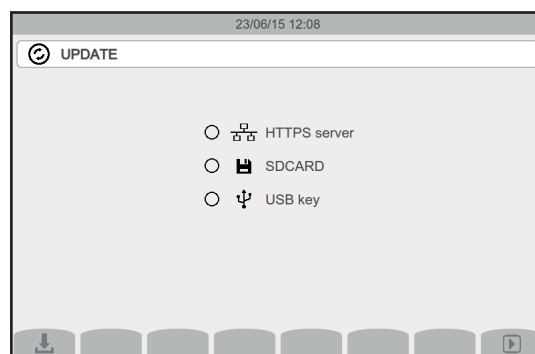 23/06/15 12:08
UPDATE
HTTPS server
SDCARD
USB key